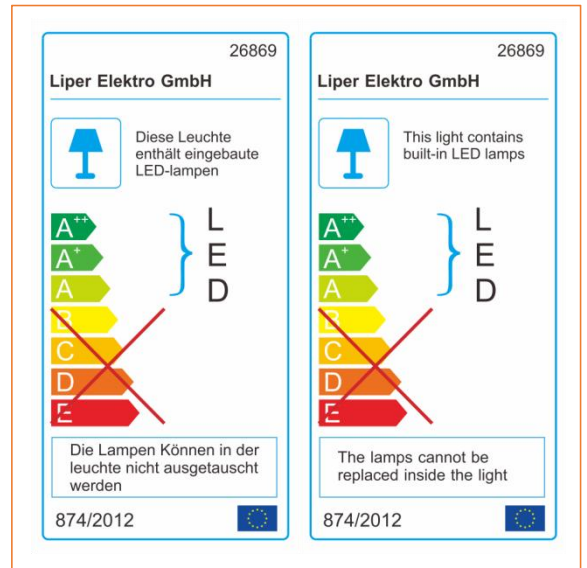 26869
Liper Elektro GmbH
Diese Leuchte
enthält eingebaute
LED-lampen
A++
A+
A
B
C
D
E
L
E
D
Die Lampen Können in der
leuchte nicht ausgetauscht
werden
874/2012
26869
Liper Elektro GmbH
This light contains
built-in LED lamps
A++
A+
A
B
C
D
E
L
E
D
The lamps cannot be
replaced inside the light
874/2012